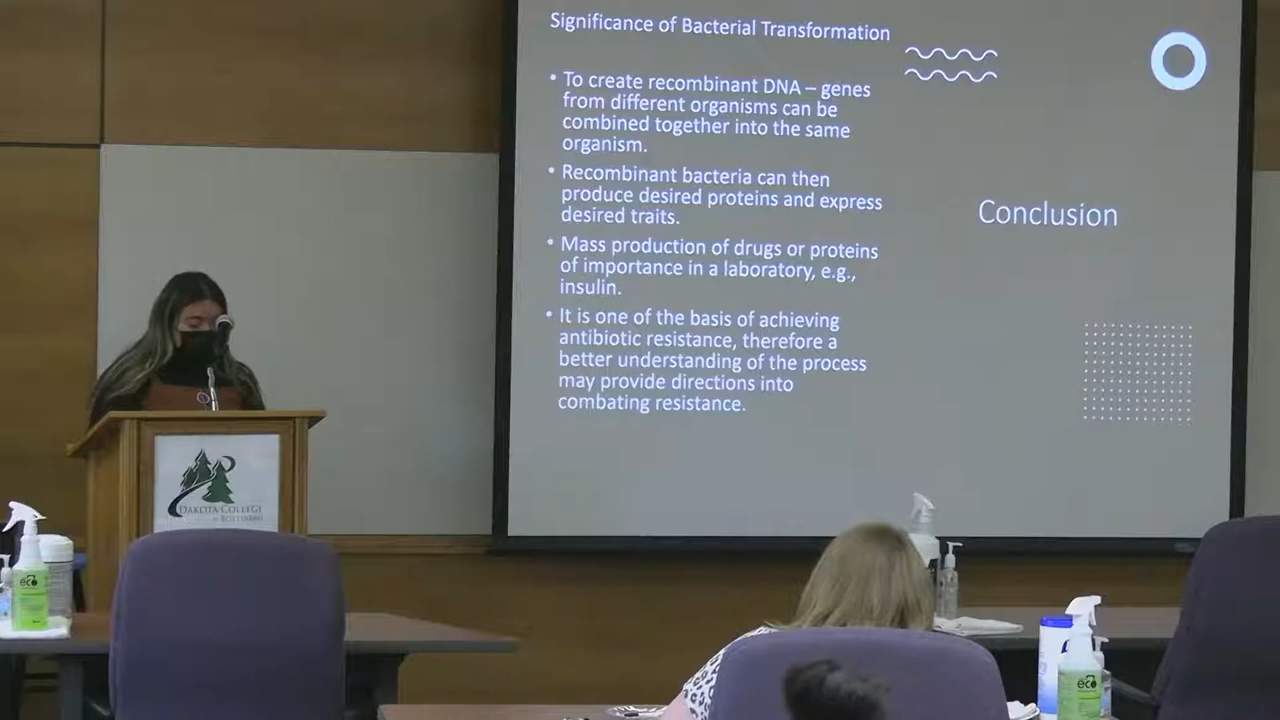 Significance of Bacterial Transformation
• To create recombinant DNA – genes
from different organisms can be
combined together into the same
organism.
• Recombinant bacteria can then
produce desired proteins and express
desired traits.
• Mass production of drugs or proteins
of importance in a laboratory, e.g.,
insulin.
• It is one of the basis of achieving
antibiotic resistance, therefore a
better understanding of the process
may provide directions into
combating resistance.
Conclusion
DAKOTA COLLEGE
AT BOTTINEAU
eco
eco